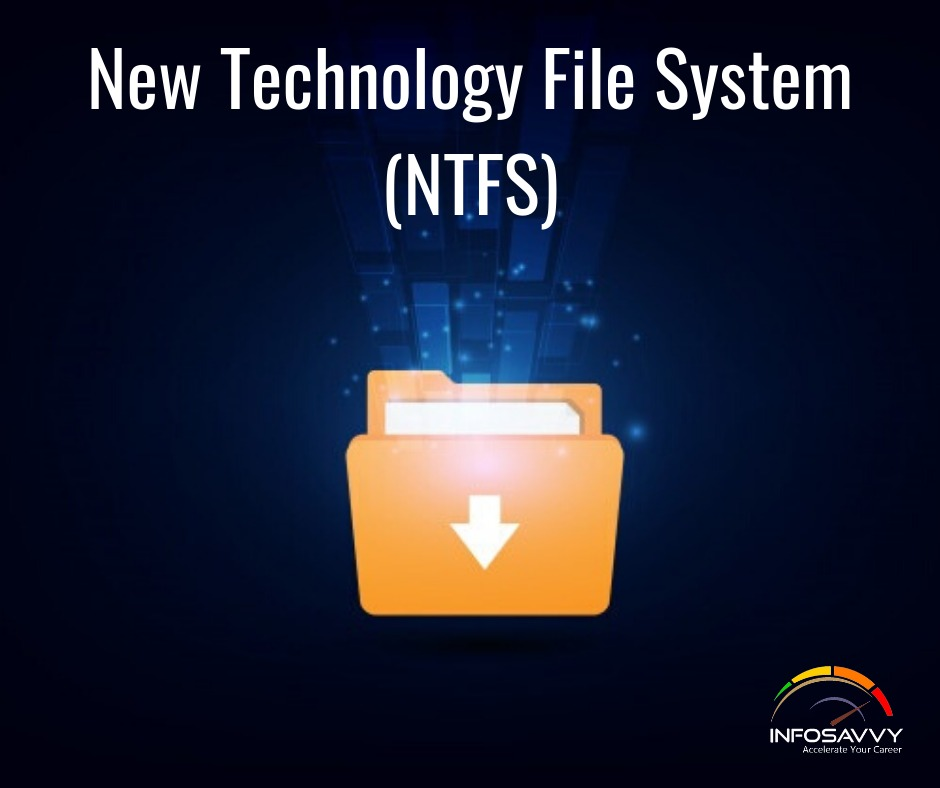 New Technology File System
(NTFS)
INFOSAVVY
Accelerate Your Career